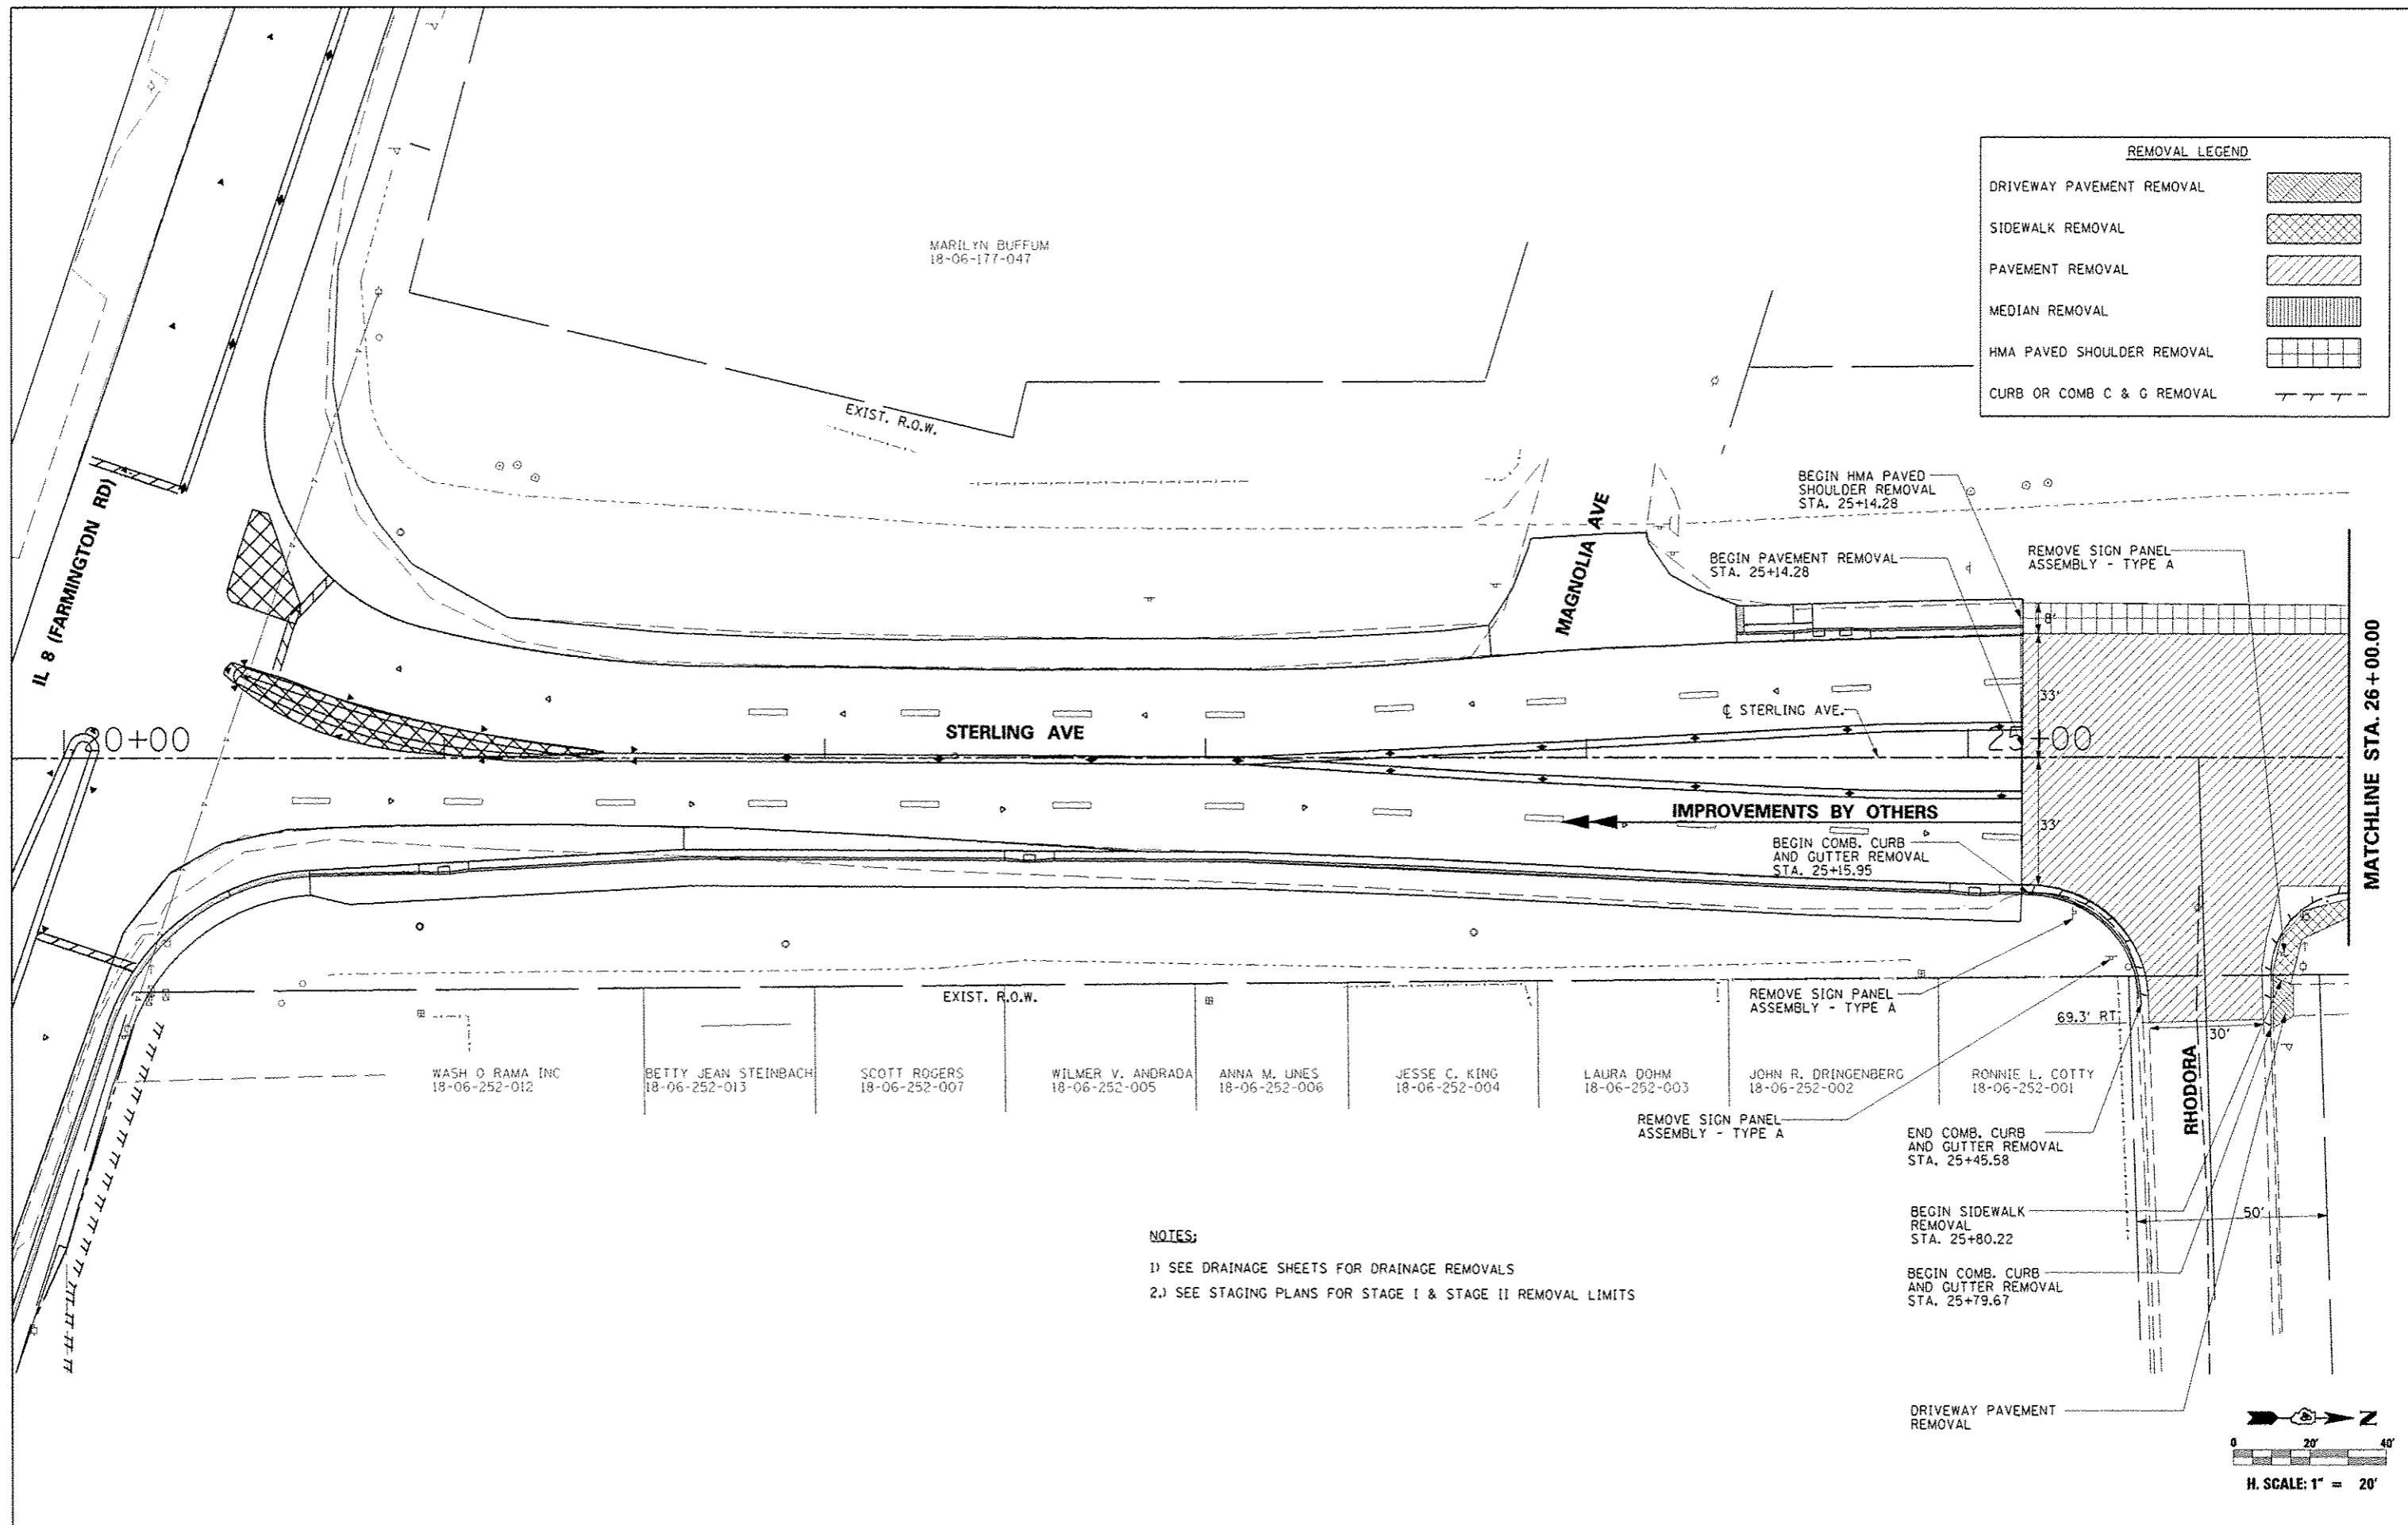 REMOVAL LEGEND
DRIVEWAY PAVEMENT REMOVAL
SIDEWALK REMOVAL
PAVEMENT REMOVAL
MEDIAN REMOVAL
HMA PAVED SHOULDER REMOVAL
CURB OR COMB C & G REMOVAL
MARILYN BUFFUM
18-06-177-047
EXIST. R.O.W.
IL 8 (FARMINGTON RD)
MAGNOLIA AVE
BEGIN HMA PAVED
SHOULDER REMOVAL
STA. 25+14.28
BEGIN PAVEMENT REMOVAL
STA. 25+14.28
REMOVE SIGN PANEL
ASSEMBLY - TYPE A
8'
33'
MATCHLINE STA. 26+00.00
STERLING AVE
℄ STERLING AVE.
25+00
IMPROVEMENTS BY OTHERS
33'
BEGIN COMB. CURB
AND GUTTER REMOVAL
STA. 25+15.95
EXIST. R.O.W.
REMOVE SIGN PANEL
ASSEMBLY - TYPE A
69.3' RT
30'
WASH O RAMA INC
18-06-252-012
BETTY JEAN STEINBACH
18-06-252-013
SCOTT ROGERS
18-06-252-007
WILMER V. ANDRADA
18-06-252-005
ANNA M. UNES
18-06-252-006
JESSE C. KING
18-06-252-004
LAURA DOHM
18-06-252-003
JOHN R. DRINGENBERG
18-06-252-002
RONNIE L. COTTY
18-06-252-001
RHODORA
REMOVE SIGN PANEL
ASSEMBLY - TYPE A
END COMB. CURB
AND GUTTER REMOVAL
STA. 25+45.58
BEGIN SIDEWALK
REMOVAL
STA. 25+80.22
50'
BEGIN COMB. CURB
AND GUTTER REMOVAL
STA. 25+79.67
DRIVEWAY PAVEMENT
REMOVAL
NOTES:
1) SEE DRAINAGE SHEETS FOR DRAINAGE REMOVALS
2.) SEE STAGING PLANS FOR STAGE I & STAGE II REMOVAL LIMITS
N
0 20' 40'
H. SCALE: 1" = 20'